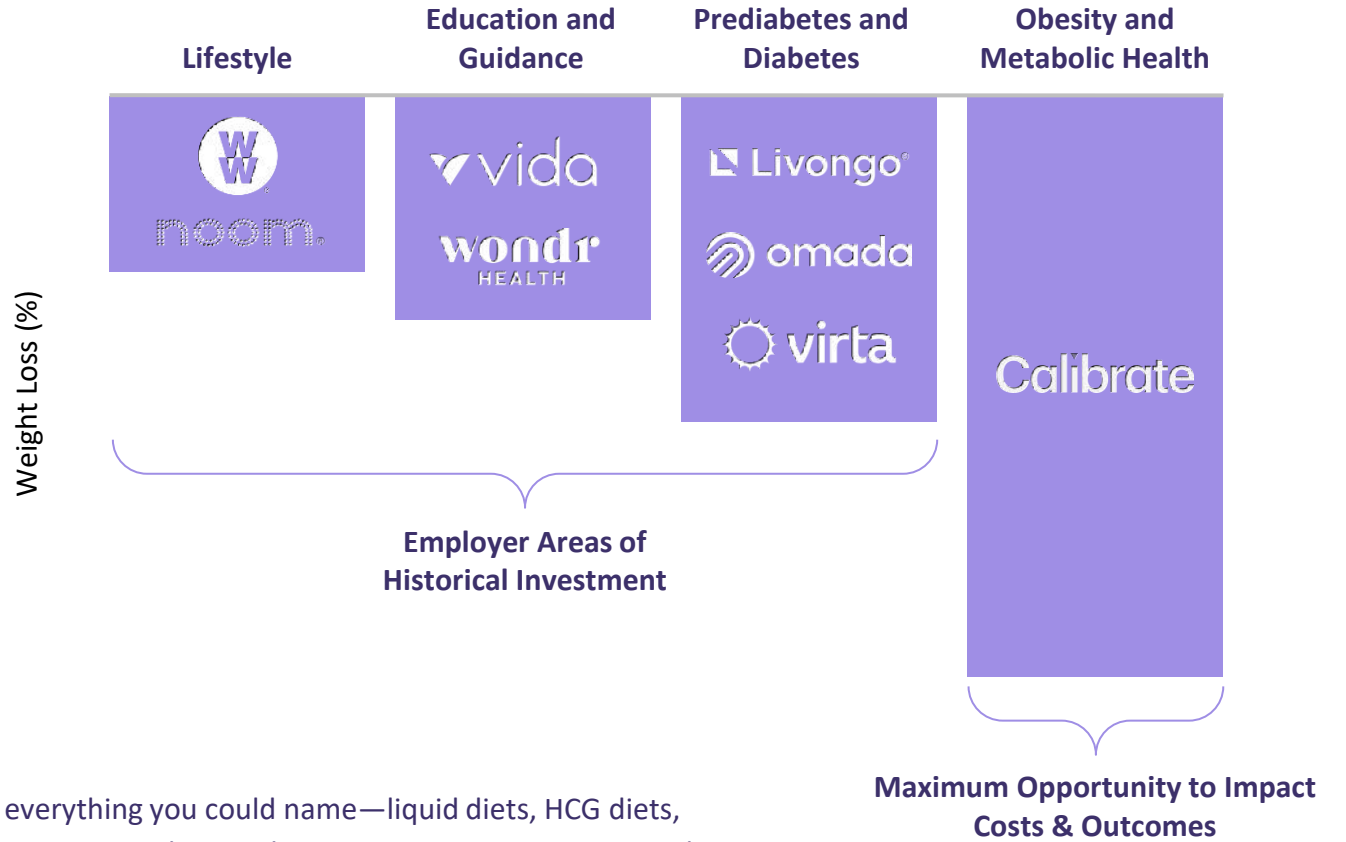 Lifestyle
Education and
Guidance
Prediabetes and
Diabetes
Obesity and
Metabolic Health
Weight Loss (%)
WW
noom®
vida
wondr
HEALTH
Livongo®
omada
virta
Calibrate
Employer Areas of
Historical Investment
Maximum Opportunity to Impact
Costs & Outcomes
everything you could name—liquid diets, HCG diets,